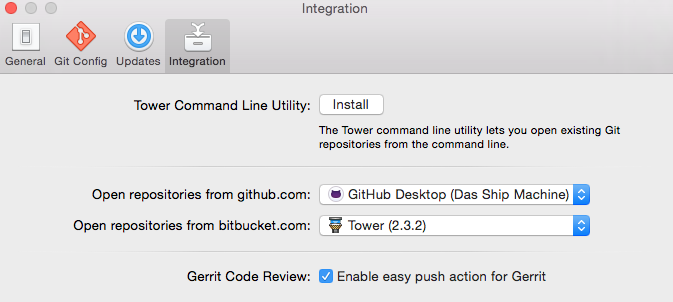 Integration
General Git Config Updates Integration
Tower Command Line Utility: Install
The Tower command line utility lets you open existing Git
repositories from the command line.
Open repositories from github.com: GitHub Desktop (Das Ship Machine)
Open repositories from bitbucket.com: Tower (2.3.2)
Gerrit Code Review: Enable easy push action for Gerrit